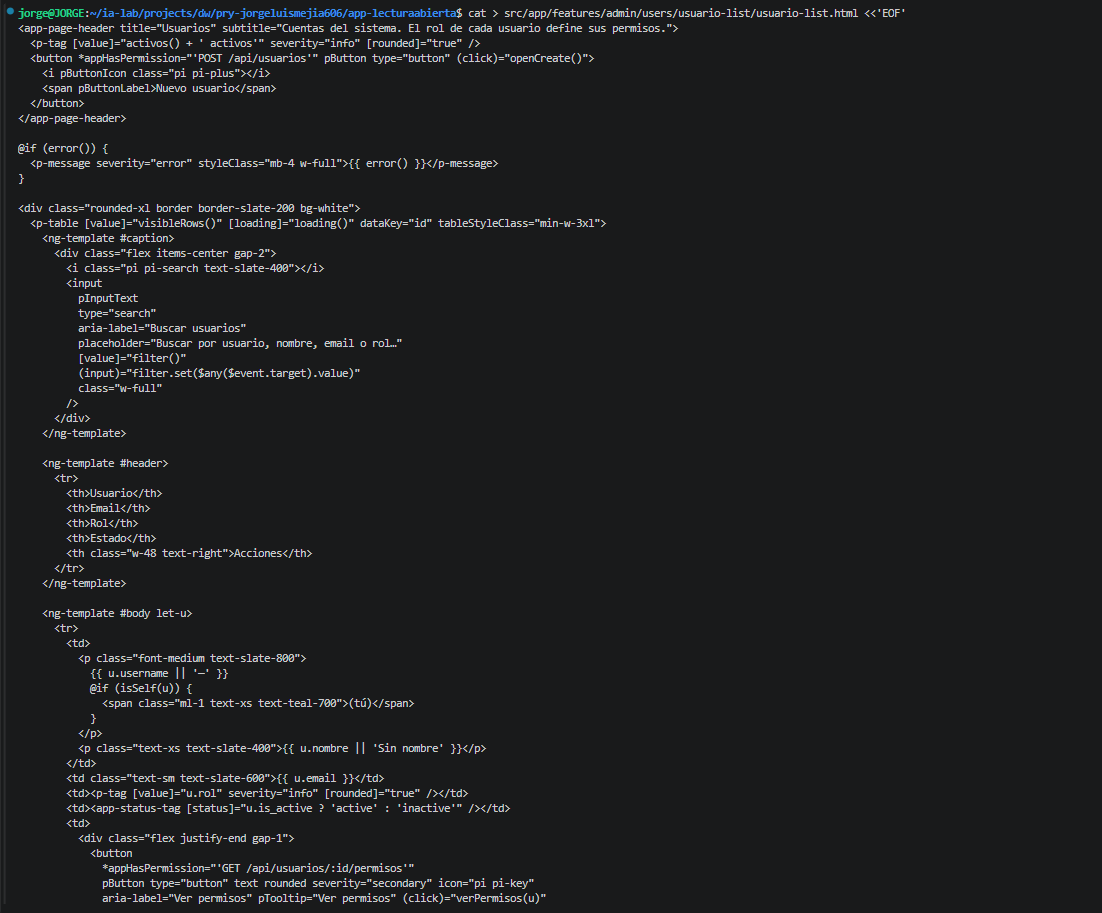 jorge@JORGE:~/ia-lab/projects/dw/pry-jorgeluismejia606/app-lecturaabierta$ cat > src/app/features/admin/users/usuario-list/usuario-list.html <<'EOF'
<app-page-header title="Usuarios" subtitle="Cuentas del sistema. El rol de cada usuario define sus permisos.">
  <p-tag [value]="activos() + ' activos'" severity="info" [rounded]="true" />
  <button *appHasPermission="'POST /api/usuarios'" pButton type="button" (click)="openCreate()">
    <i pButtonIcon class="pi pi-plus"></i>
    <span pButtonLabel>Nuevo usuario</span>
  </button>
</app-page-header>

@if (error()) {
  <p-message severity="error" styleClass="mb-4 w-full">{{ error() }}</p-message>
}

<div class="rounded-xl border border-slate-200 bg-white">
  <p-table [value]="visibleRows()" [loading]="loading()" dataKey="id" tableStyleClass="min-w-3xl">
    <ng-template #caption>
      <div class="flex items-center gap-2">
        <i class="pi pi-search text-slate-400"></i>
        <input
          pInputText
          type="search"
          aria-label="Buscar usuarios"
          placeholder="Buscar por usuario, nombre, email o rol…"
          [value]="filter()"
          (input)="filter.set($any($event.target).value)"
          class="w-full"
        />
      </div>
    </ng-template>

    <ng-template #header>
      <tr>
        <th>Usuario</th>
        <th>Email</th>
        <th>Rol</th>
        <th>Estado</th>
        <th class="w-48 text-right">Acciones</th>
      </tr>
    </ng-template>

    <ng-template #body let-u>
      <tr>
        <td>
          <p class="font-medium text-slate-800">
            {{ u.username || '—' }}
            @if (isSelf(u)) {
              <span class="ml-1 text-xs text-teal-700">(tú)</span>
            }
          </p>
          <p class="text-xs text-slate-400">{{ u.nombre || 'Sin nombre' }}</p>
        </td>
        <td class="text-sm text-slate-600">{{ u.email }}</td>
        <td><p-tag [value]="u.rol" severity="info" [rounded]="true" /></td>
        <td><app-status-tag [status]="u.is_active ? 'active' : 'inactive'" /></td>
        <td>
          <div class="flex justify-end gap-1">
            <button
              *appHasPermission="'GET /api/usuarios/:id/permisos'"
              pButton type="button" text rounded severity="secondary" icon="pi pi-key"
              aria-label="Ver permisos" pTooltip="Ver permisos" (click)="verPermisos(u)"